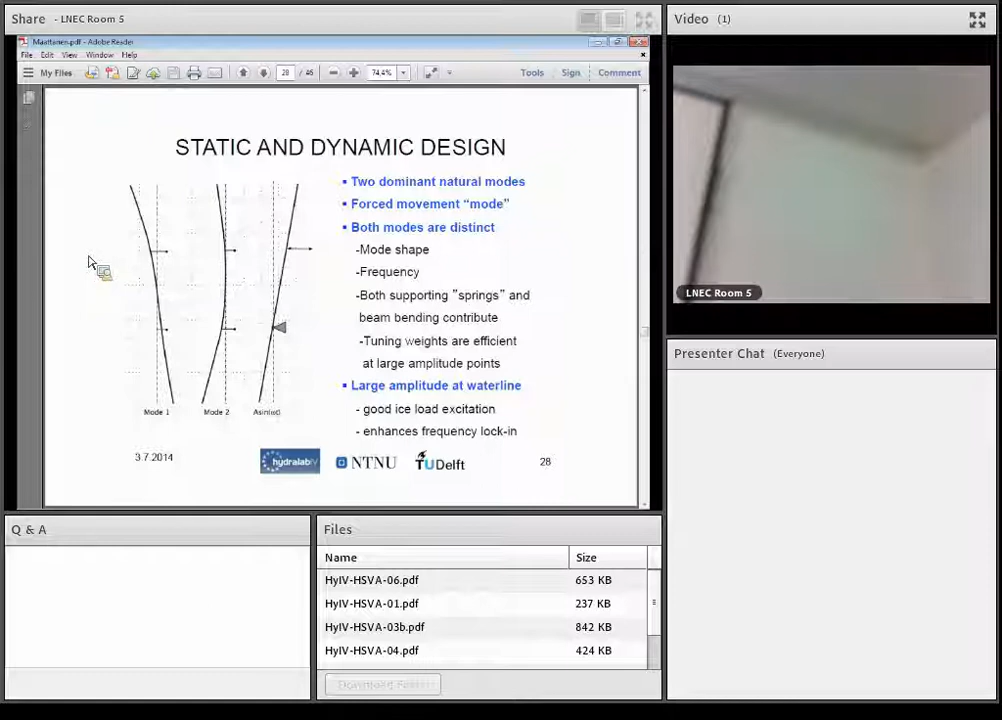 Share - LNEC Room 5
Maattanen.pdf - Adobe Reader
File Edit View Window Help
My Files 28 / 46 74,4% Tools Sign Comment
STATIC AND DYNAMIC DESIGN
▪ Two dominant natural modes
▪ Forced movement “mode”
▪ Both modes are distinct
-Mode shape
-Frequency
-Both supporting ”springs” and
beam bending contribute
-Tuning weights are efficient
at large amplitude points
▪ Large amplitude at waterline
- good ice load excitation
- enhances frequency lock-in
Mode 1 Mode 2 Asin(ωt)
3.7.2014 hydralab IV NTNU TUDelft 28
Video (1)
LNEC Room 5
Presenter Chat (Everyone)
Q & A
Files
Name Size
HyIV-HSVA-06.pdf 653 KB
HyIV-HSVA-01.pdf 237 KB
HyIV-HSVA-03b.pdf 842 KB
HyIV-HSVA-04.pdf 424 KB